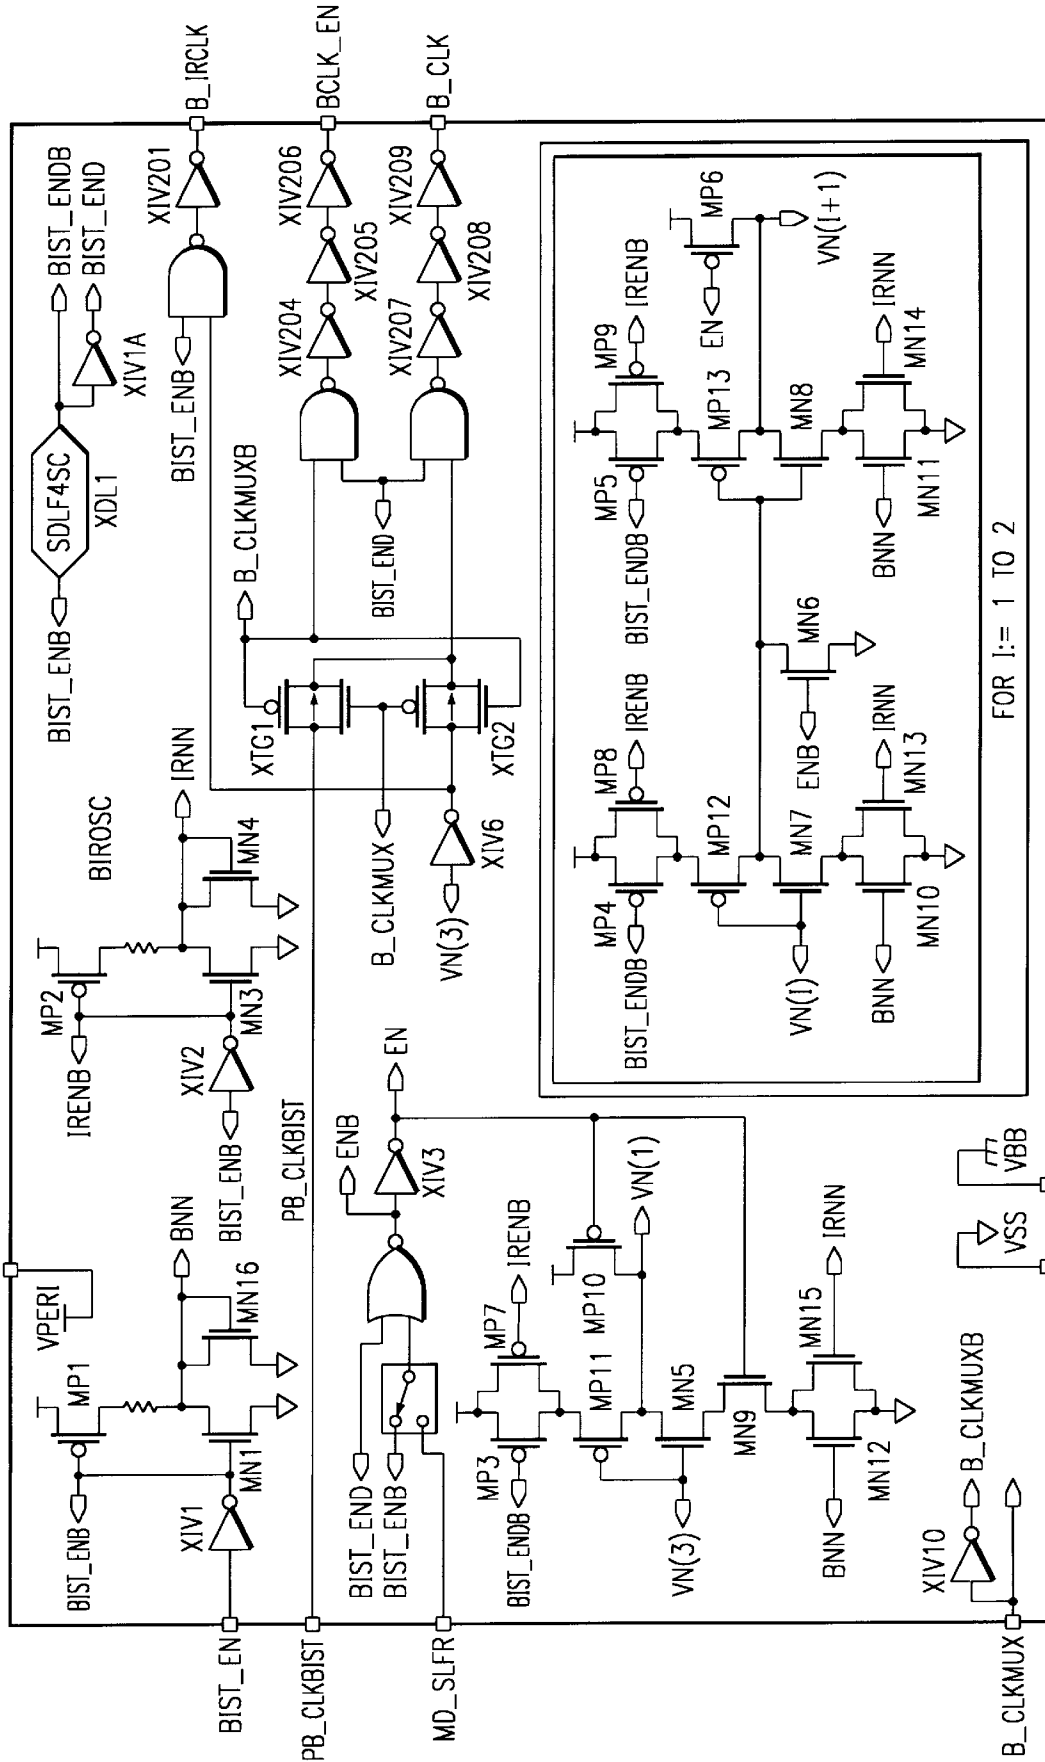 BIST_EN
PB_CLKBIST
MD_SLFR
B_CLKMUX
VPERI
BIST_ENB
XIV1
MP1
MN1
MN16
BNN
BIST_ENB
XIV2
IRENB
MP2
MN3
MN4
BIROSC
IRNN
BIST_ENB
SDLF4SC
XDL1
XIV1A
BIST_ENDB
BIST_END
PB_CLKBIST
BIST_END
BIST_ENB
ENB
XIV3
EN
B_CLKMUX
VN(3)
XIV6
XTG1
XTG2
B_CLKMUXB
BIST_END
BIST_ENB
XIV201
B_IRCLK
XIV204
XIV205
XIV206
BCLK_EN
XIV207
XIV208
XIV209
B_CLK
BIST_ENDB
MP3
MP7
IRENB
MP11
MP10
VN(1)
VN(3)
MN5
MN9
BNN
MN12
MN15
IRNN
XIV10
B_CLKMUXB
VSS
VBB
BIST_ENDB
MP4
MP8
IRENB
MP12
VN(I)
MN7
BNN
MN10
MN13
IRNN
ENB
MN6
BIST_ENDB
MP5
MP9
IRENB
MP13
EN
MP6
VN(I+1)
MN8
BNN
MN11
MN14
IRNN
FOR I:= 1 TO 2